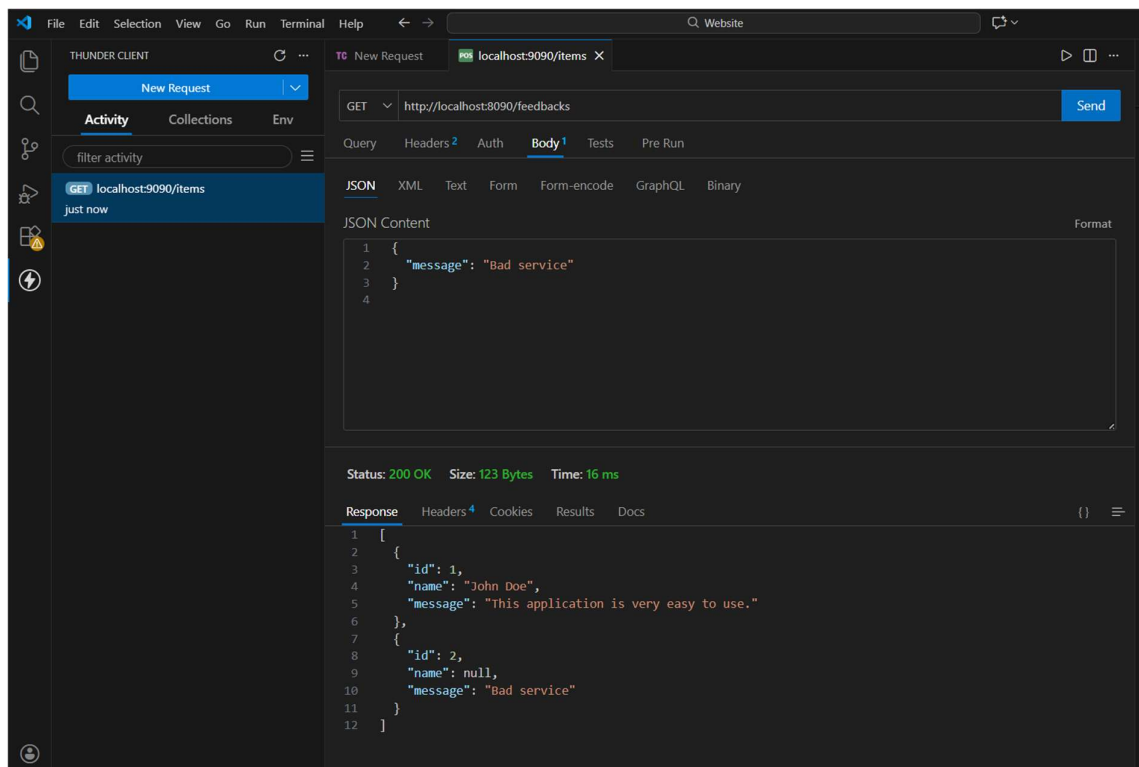 File Edit Selection View Go Run Terminal Help ← → Website
THUNDER CLIENT
New Request
Activity Collections Env
filter activity
GET localhost:9090/items
just now
TC New Request POS localhost:9090/items
GET http://localhost:8090/feedbacks Send
Query Headers 2 Auth Body 1 Tests Pre Run
JSON XML Text Form Form-encode GraphQL Binary
JSON Content Format
1 {
2 "message": "Bad service"
3 }
4
Status: 200 OK Size: 123 Bytes Time: 16 ms
Response Headers 4 Cookies Results Docs {}
1 [
2 {
3 "id": 1,
4 "name": "John Doe",
5 "message": "This application is very easy to use."
6 },
7 {
8 "id": 2,
9 "name": null,
10 "message": "Bad service"
11 }
12 ]